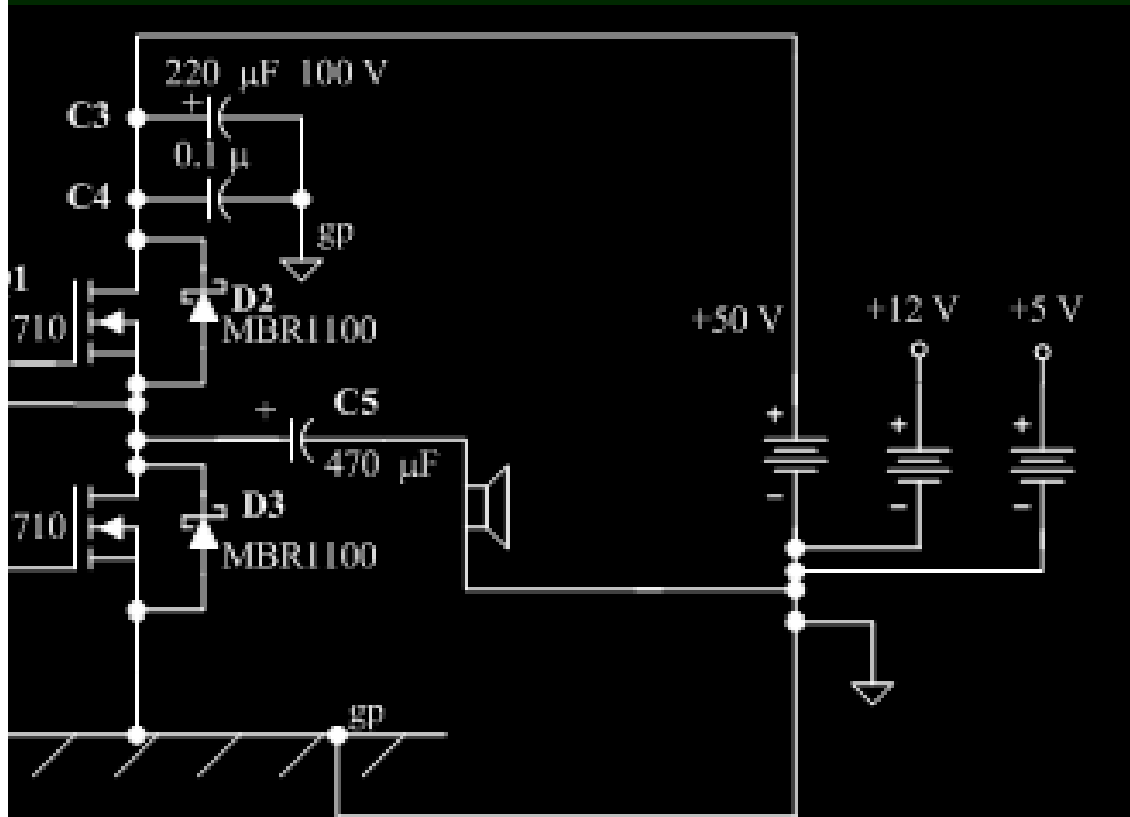 220 µF 100 V
+
C3
0.1 µ
C4
gp
D2
MBR1100
710
+50 V
+12 V
+5 V
+
C5
470 µF
+
+
+
-
-
-
710
D3
MBR1100
gp